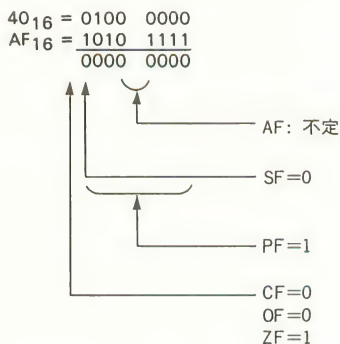 40₁₆ = 0100 0000
AF₁₆ = 1010 1111
0000 0000
AF: 不定
SF=0
PF=1
CF=0
OF=0
ZF=1